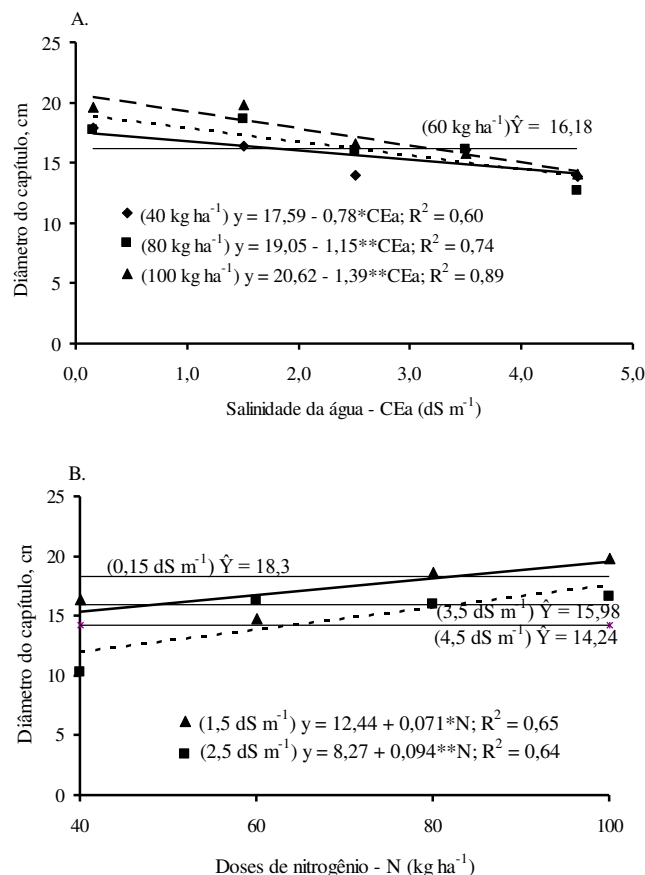 A.
25
20
15
10
5
0
Diâmetro do capítulo, cm
(60 kg ha⁻¹)Ŷ = 16,18
(40 kg ha⁻¹) y = 17,59 - 0,78*CEa; R² = 0,60
(80 kg ha⁻¹) y = 19,05 - 1,15**CEa; R² = 0,74
(100 kg ha⁻¹) y = 20,62 - 1,39**CEa; R² = 0,89
0,0 1,0 2,0 3,0 4,0 5,0
Salinidade da água - CEa (dS m⁻¹)
B.
25
20
15
10
5
0
Diâmetro do capítulo, cn
(0,15 dS m⁻¹) Ŷ = 18,3
(3,5 dS m⁻¹) Ŷ = 15,98
(4,5 dS m⁻¹) Ŷ = 14,24
(1,5 dS m⁻¹) y = 12,44 + 0,071*N; R² = 0,65
(2,5 dS m⁻¹) y = 8,27 + 0,094**N; R² = 0,64
40 60 80 100
Doses de nitrogênio - N (kg ha⁻¹)